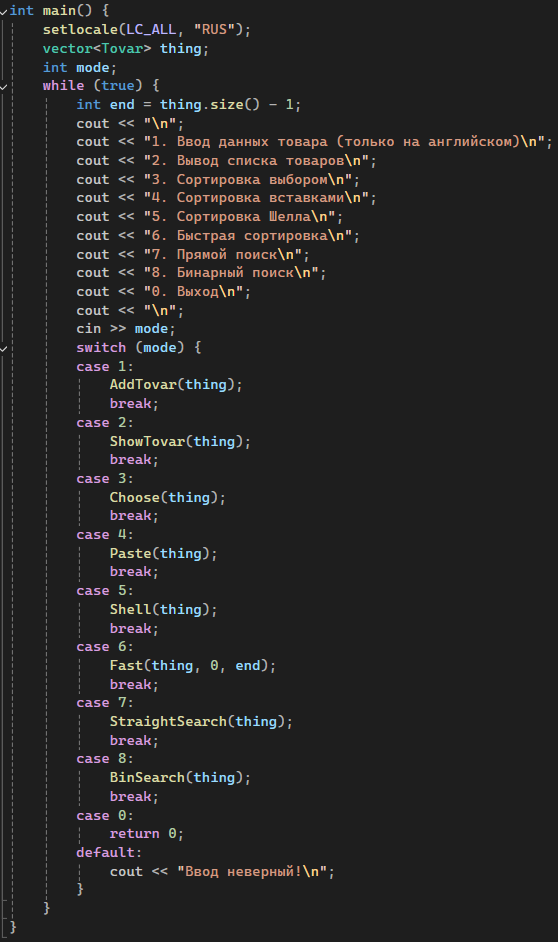 int main() {
    setlocale(LC_ALL, "RUS");
    vector<Tovar> thing;
    int mode;
    while (true) {
        int end = thing.size() - 1;
        cout << "\n";
        cout << "1. Ввод данных товара (только на английском)\n";
        cout << "2. Вывод списка товаров\n";
        cout << "3. Сортировка выбором\n";
        cout << "4. Сортировка вставками\n";
        cout << "5. Сортировка Шелла\n";
        cout << "6. Быстрая сортировка\n";
        cout << "7. Прямой поиск\n";
        cout << "8. Бинарный поиск\n";
        cout << "0. Выход\n";
        cout << "\n";
        cin >> mode;
        switch (mode) {
        case 1:
            AddTovar(thing);
            break;
        case 2:
            ShowTovar(thing);
            break;
        case 3:
            Choose(thing);
            break;
        case 4:
            Paste(thing);
            break;
        case 5:
            Shell(thing);
            break;
        case 6:
            Fast(thing, 0, end);
            break;
        case 7:
            StraightSearch(thing);
            break;
        case 8:
            BinSearch(thing);
            break;
        case 0:
            return 0;
        default:
            cout << "Ввод неверный!\n";
        }
    }
}